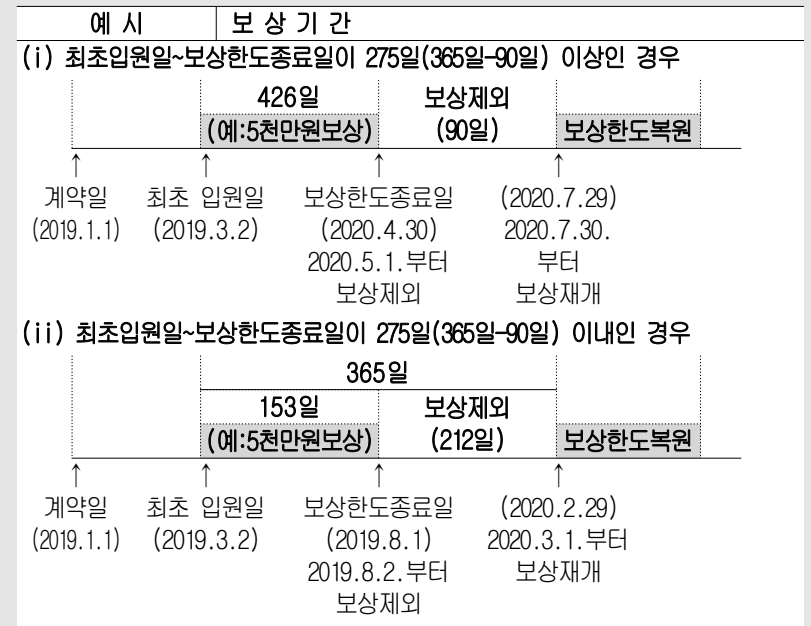 예 시 보 상 기 간
(i) 최초입원일~보상한도종료일이 275일(365일-90일) 이상인 경우
426일 보상제외
(예:5천만원보상) (90일) 보상한도복원
↑ ↑ ↑ ↑
계약일 최초 입원일 보상한도종료일 (2020.7.29)
(2019.1.1) (2019.3.2) (2020.4.30) 2020.7.30.
2020.5.1.부터 부터
보상제외 보상재개
(ii) 최초입원일~보상한도종료일이 275일(365일-90일) 이내인 경우
365일
153일 보상제외
(예:5천만원보상) (212일) 보상한도복원
↑ ↑ ↑ ↑
계약일 최초 입원일 보상한도종료일 (2020.2.29)
(2019.1.1) (2019.3.2) (2019.8.1) 2020.3.1.부터
2019.8.2.부터 보상재개
보상제외